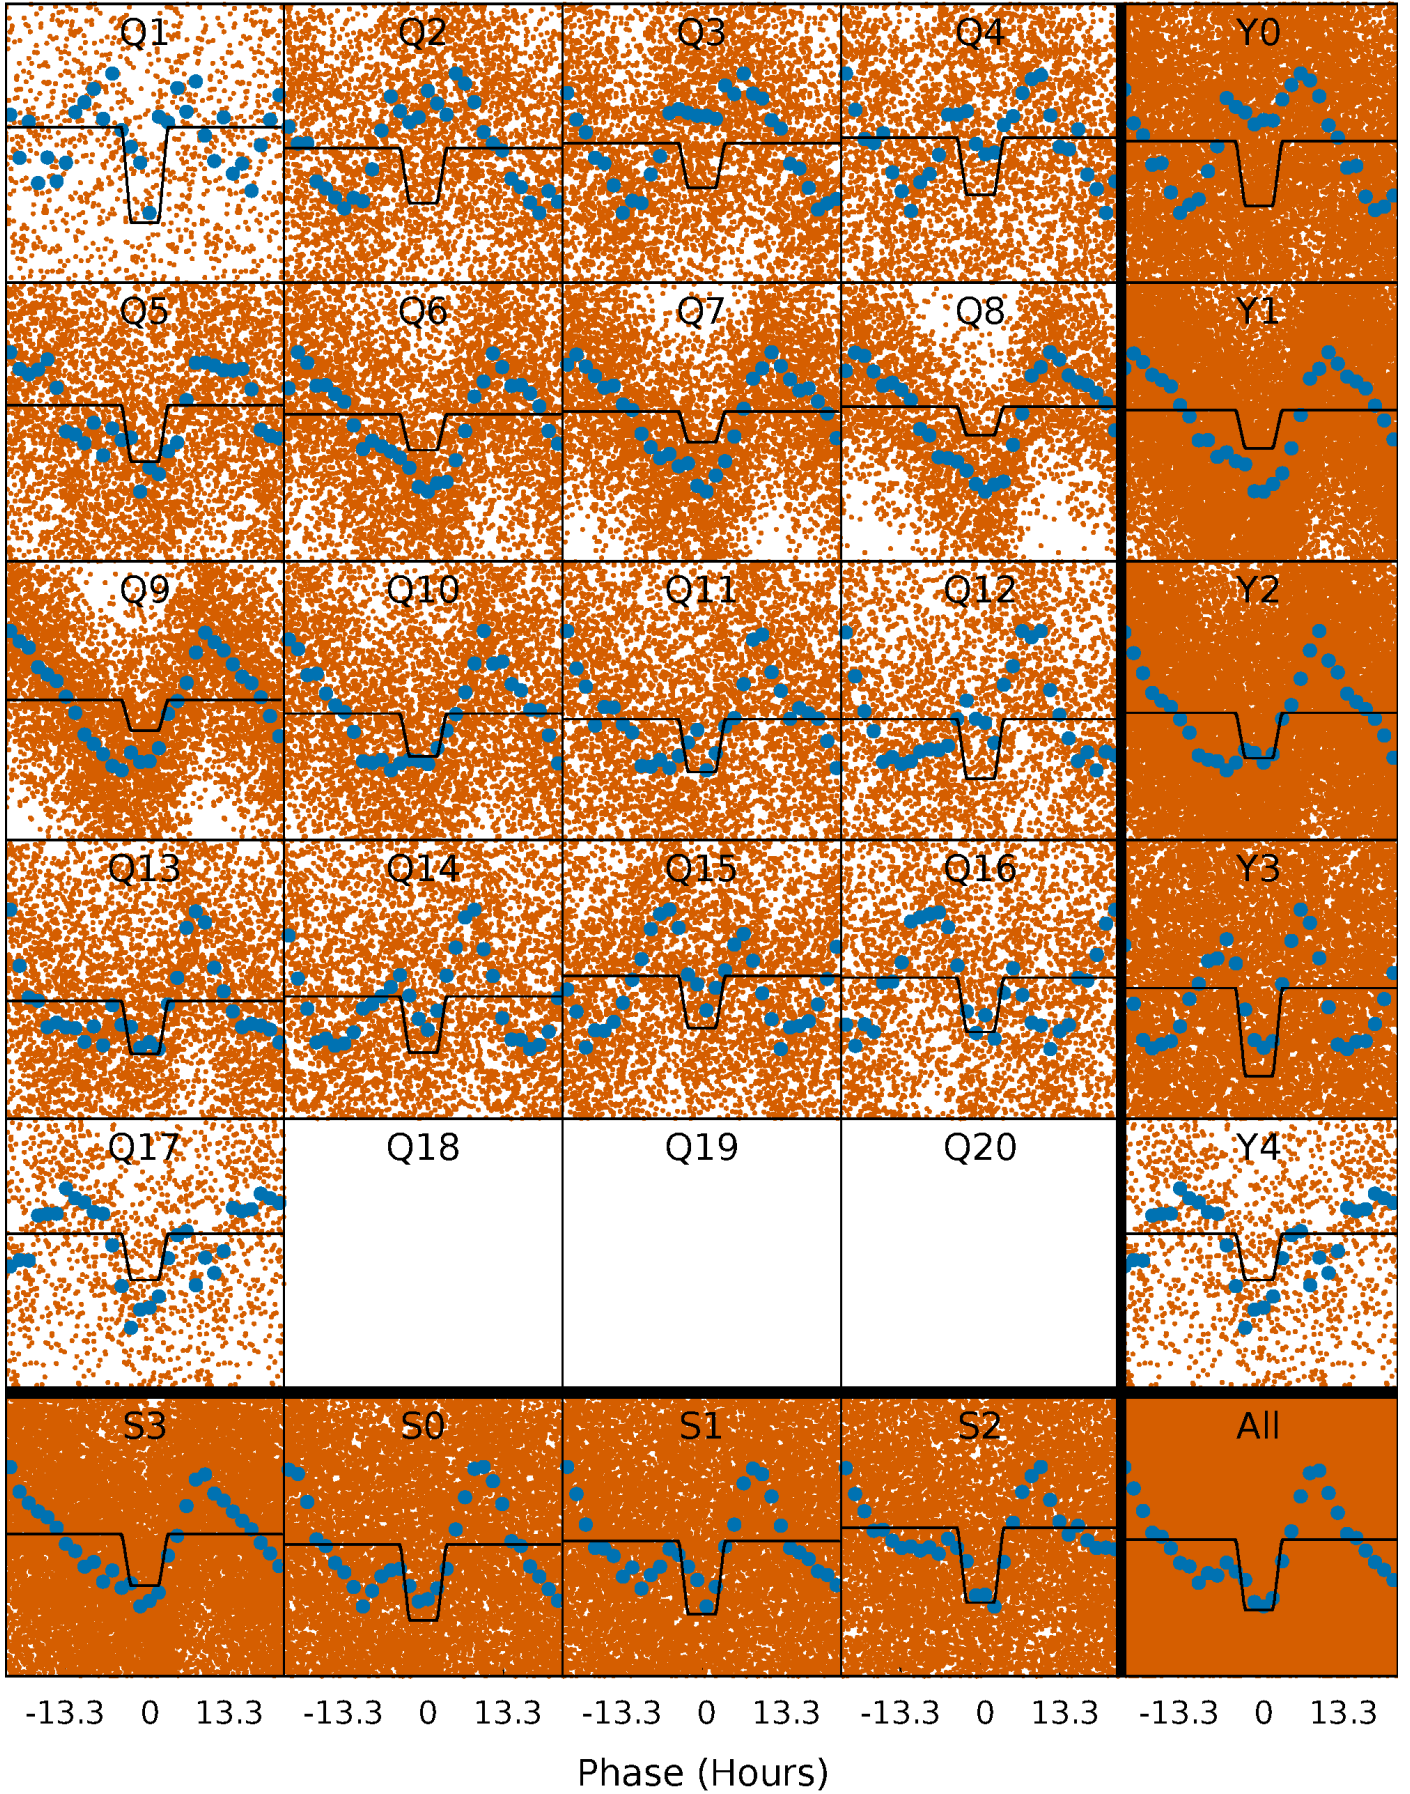 Q1 Q2 Q3 Q4 Y0
Q5 Q6 Q7 Q8 Y1
Q9 Q10 Q11 Q12 Y2
Q13 Q14 Q15 Q16 Y3
Q17 Q18 Q19 Q20 Y4
S3 S0 S1 S2 All
-13.3 0 13.3 -13.3 0 13.3 -13.3 0 13.3 -13.3 0 13.3 -13.3 0 13.3
Phase (Hours)